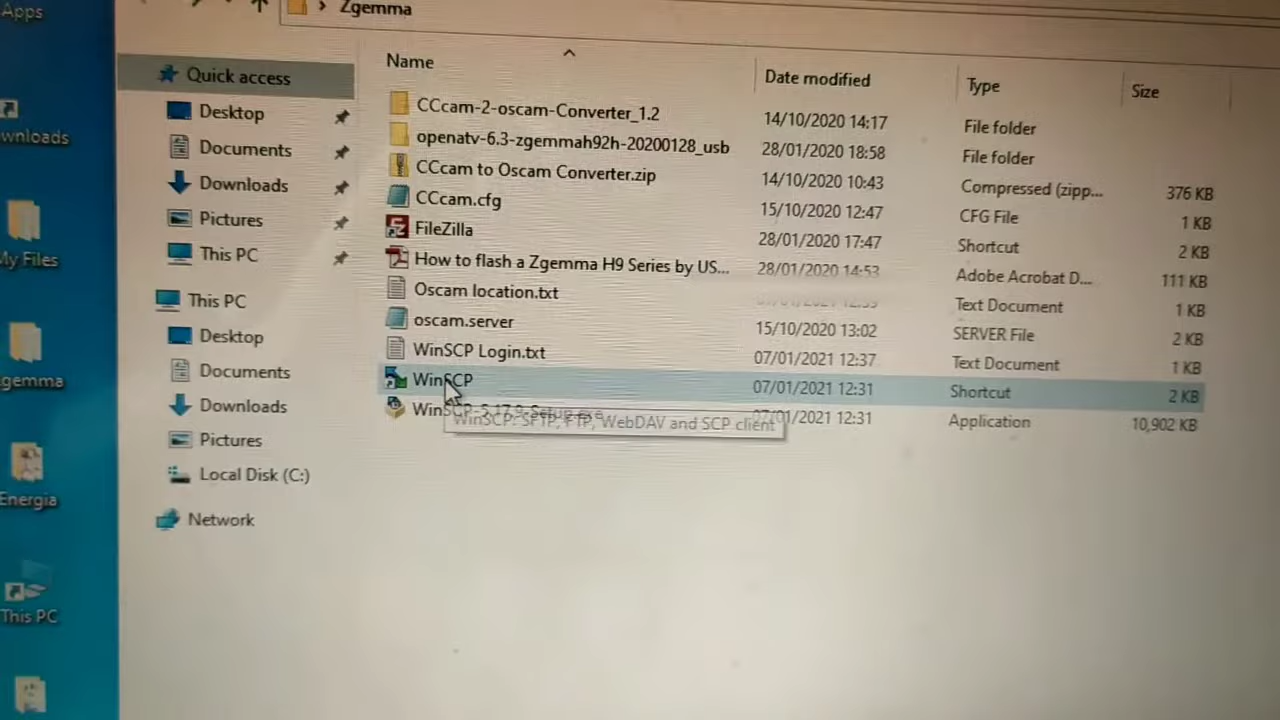 Apps
Zgemma
Name
Date modified
Type
Size
Quick access
CCcam-2-oscam-Converter_1.2
14/10/2020 14:17
File folder
Desktop
openatv-6.3-zgemmah92h-20200128_usb
28/01/2020 18:58
File folder
wnloads
Documents
CCcam to Oscam Converter.zip
14/10/2020 10:43
Compressed (zipp...
376 KB
Downloads
CCcam.cfg
15/10/2020 12:47
CFG File
1 KB
Pictures
FileZilla
28/01/2020 17:47
Shortcut
2 KB
My Files
This PC
How to flash a Zgemma H9 Series by US...
28/01/2020 14:53
Adobe Acrobat D...
111 KB
This PC
Oscam location.txt
Text Document
1 KB
Desktop
oscam.server
15/10/2020 13:02
SERVER File
2 KB
gemma
Documents
WinSCP Login.txt
07/01/2021 12:37
Text Document
1 KB
Downloads
WinSCP
07/01/2021 12:31
Shortcut
2 KB
Pictures
WinSCP-5.17.9-Setup.exe
07/01/2021 12:31
Application
10,902 KB
WinSCP: SFTP, FTP, WebDAV and SCP client
Energia
Local Disk (C:)
Network
This PC